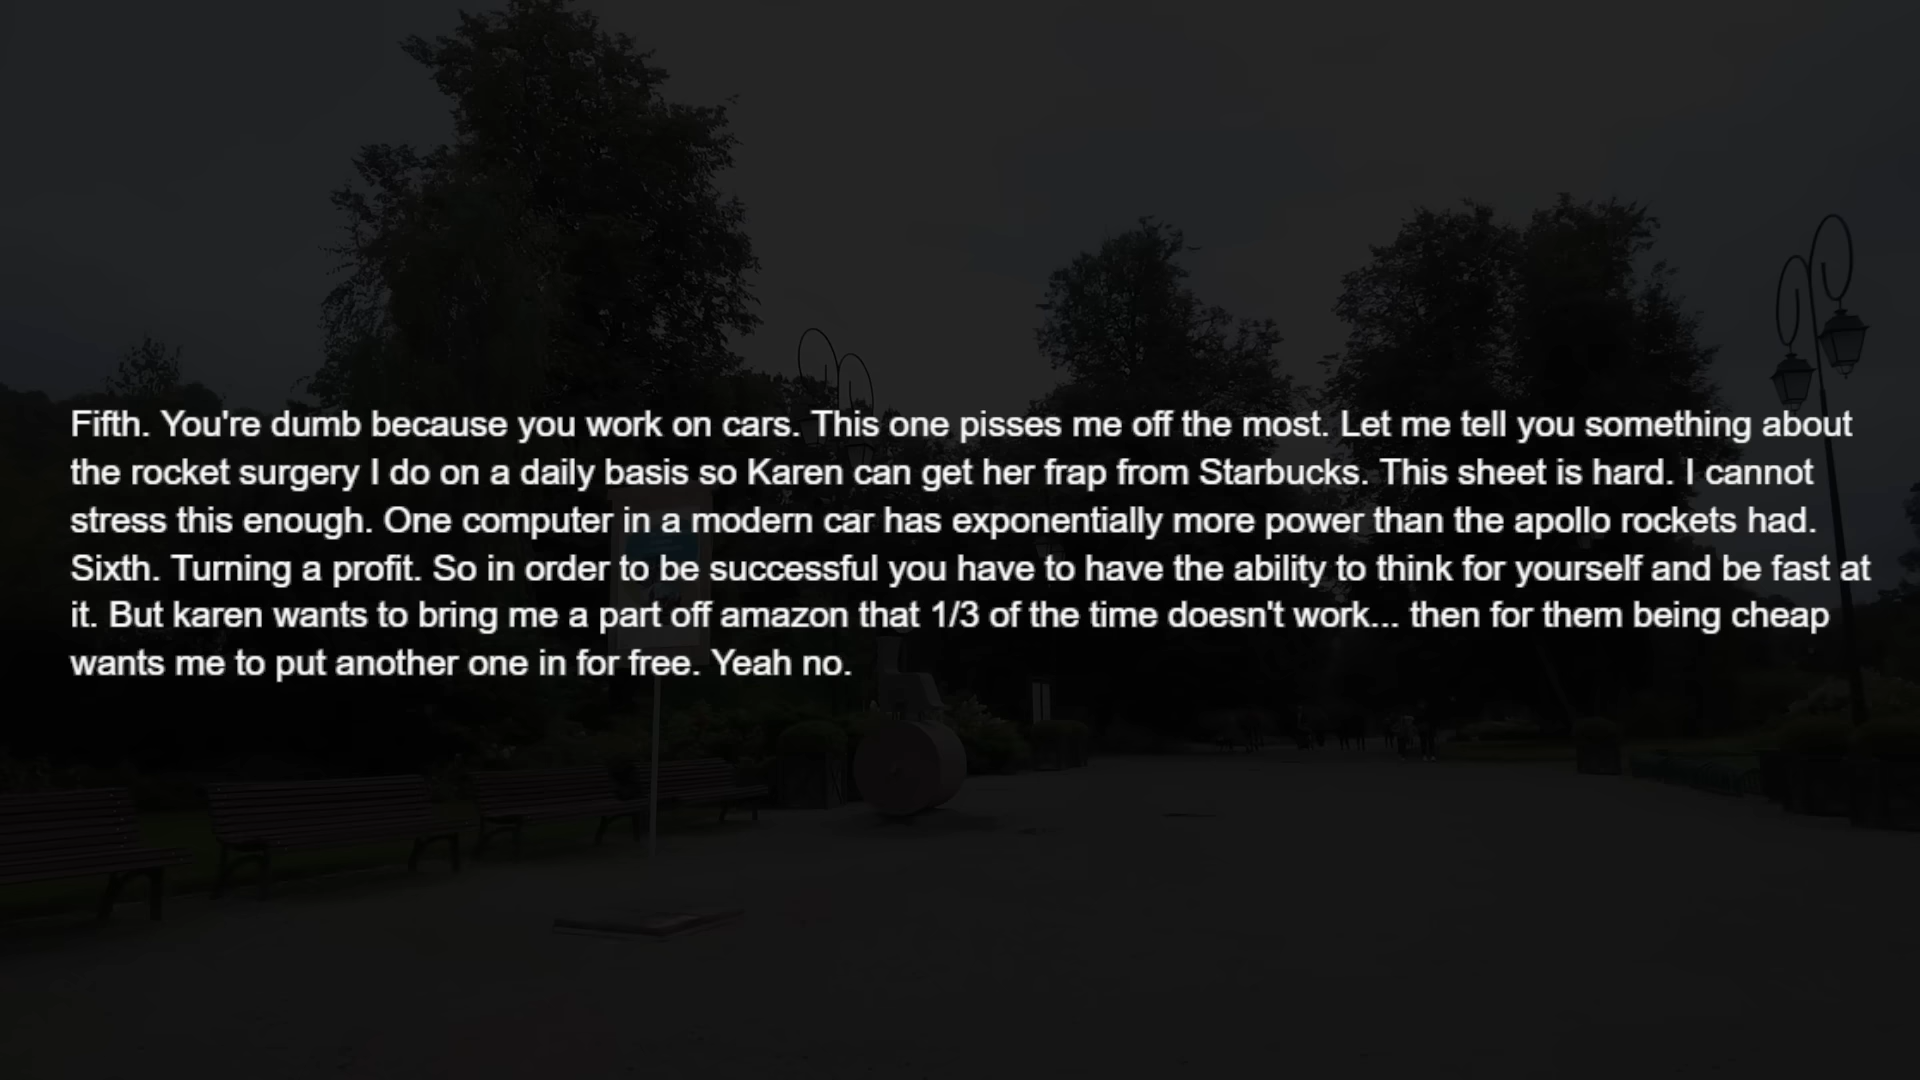 Fifth. You're dumb because you work on cars. This one pisses me off the most. Let me tell you something about
the rocket surgery I do on a daily basis so Karen can get her frap from Starbucks. This sheet is hard. I cannot
stress this enough. One computer in a modern car has exponentially more power than the apollo rockets had.
Sixth. Turning a profit. So in order to be successful you have to have the ability to think for yourself and be fast at
it. But karen wants to bring me a part off amazon that 1/3 of the time doesn't work... then for them being cheap
wants me to put another one in for free. Yeah no.